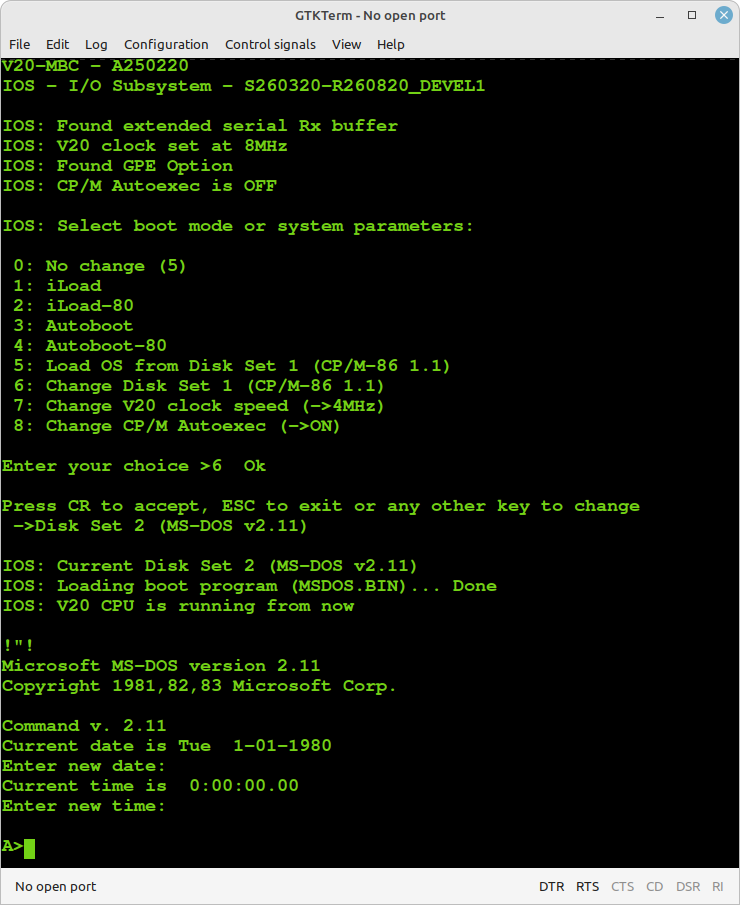 GTKTerm - No open port
File Edit Log Configuration Control signals View Help
V20-MBC - A250220
IOS - I/O Subsystem - S260320-R260820_DEVEL1
IOS: Found extended serial Rx buffer
IOS: V20 clock set at 8MHz
IOS: Found GPE Option
IOS: CP/M Autoexec is OFF
IOS: Select boot mode or system parameters:
0: No change (5)
1: iLoad
2: iLoad-80
3: Autoboot
4: Autoboot-80
5: Load OS from Disk Set 1 (CP/M-86 1.1)
6: Change Disk Set 1 (CP/M-86 1.1)
7: Change V20 clock speed (->4MHz)
8: Change CP/M Autoexec (->ON)
Enter your choice >6  Ok
Press CR to accept, ESC to exit or any other key to change
->Disk Set 2 (MS-DOS v2.11)
IOS: Current Disk Set 2 (MS-DOS v2.11)
IOS: Loading boot program (MSDOS.BIN)... Done
IOS: V20 CPU is running from now
!"!
Microsoft MS-DOS version 2.11
Copyright 1981,82,83 Microsoft Corp.
Command v. 2.11
Current date is Tue  1-01-1980
Enter new date:
Current time is  0:00:00.00
Enter new time:
A>
No open port DTR RTS CTS CD DSR RI